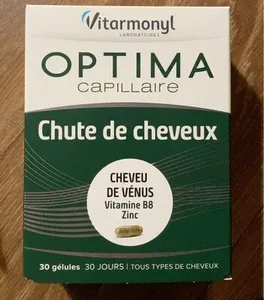 Vitarmonyl
LABORATOIRES
OPTIMA
CAPILLAIRE
Chute de cheveux
CHEVEU
DE VÉNUS
Vitamine B8
Zinc
30 gélules 30 JOURS | TOUS TYPES DE CHEVEUX